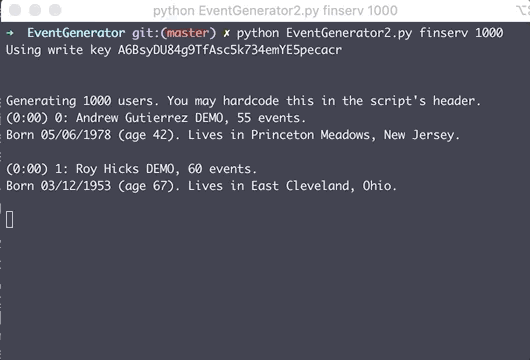 python EventGenerator2.py finserv 1000
➜ EventGenerator git:(master) ✗ python EventGenerator2.py finserv 1000
Using write key A6BsyDU84g9TfAsc5k734emYE5pecacr
Generating 1000 users. You may hardcode this in the script's header.
(0:00) 0: Andrew Gutierrez DEMO, 55 events.
Born 05/06/1978 (age 42). Lives in Princeton Meadows, New Jersey.
(0:00) 1: Roy Hicks DEMO, 60 events.
Born 03/12/1953 (age 67). Lives in East Cleveland, Ohio.